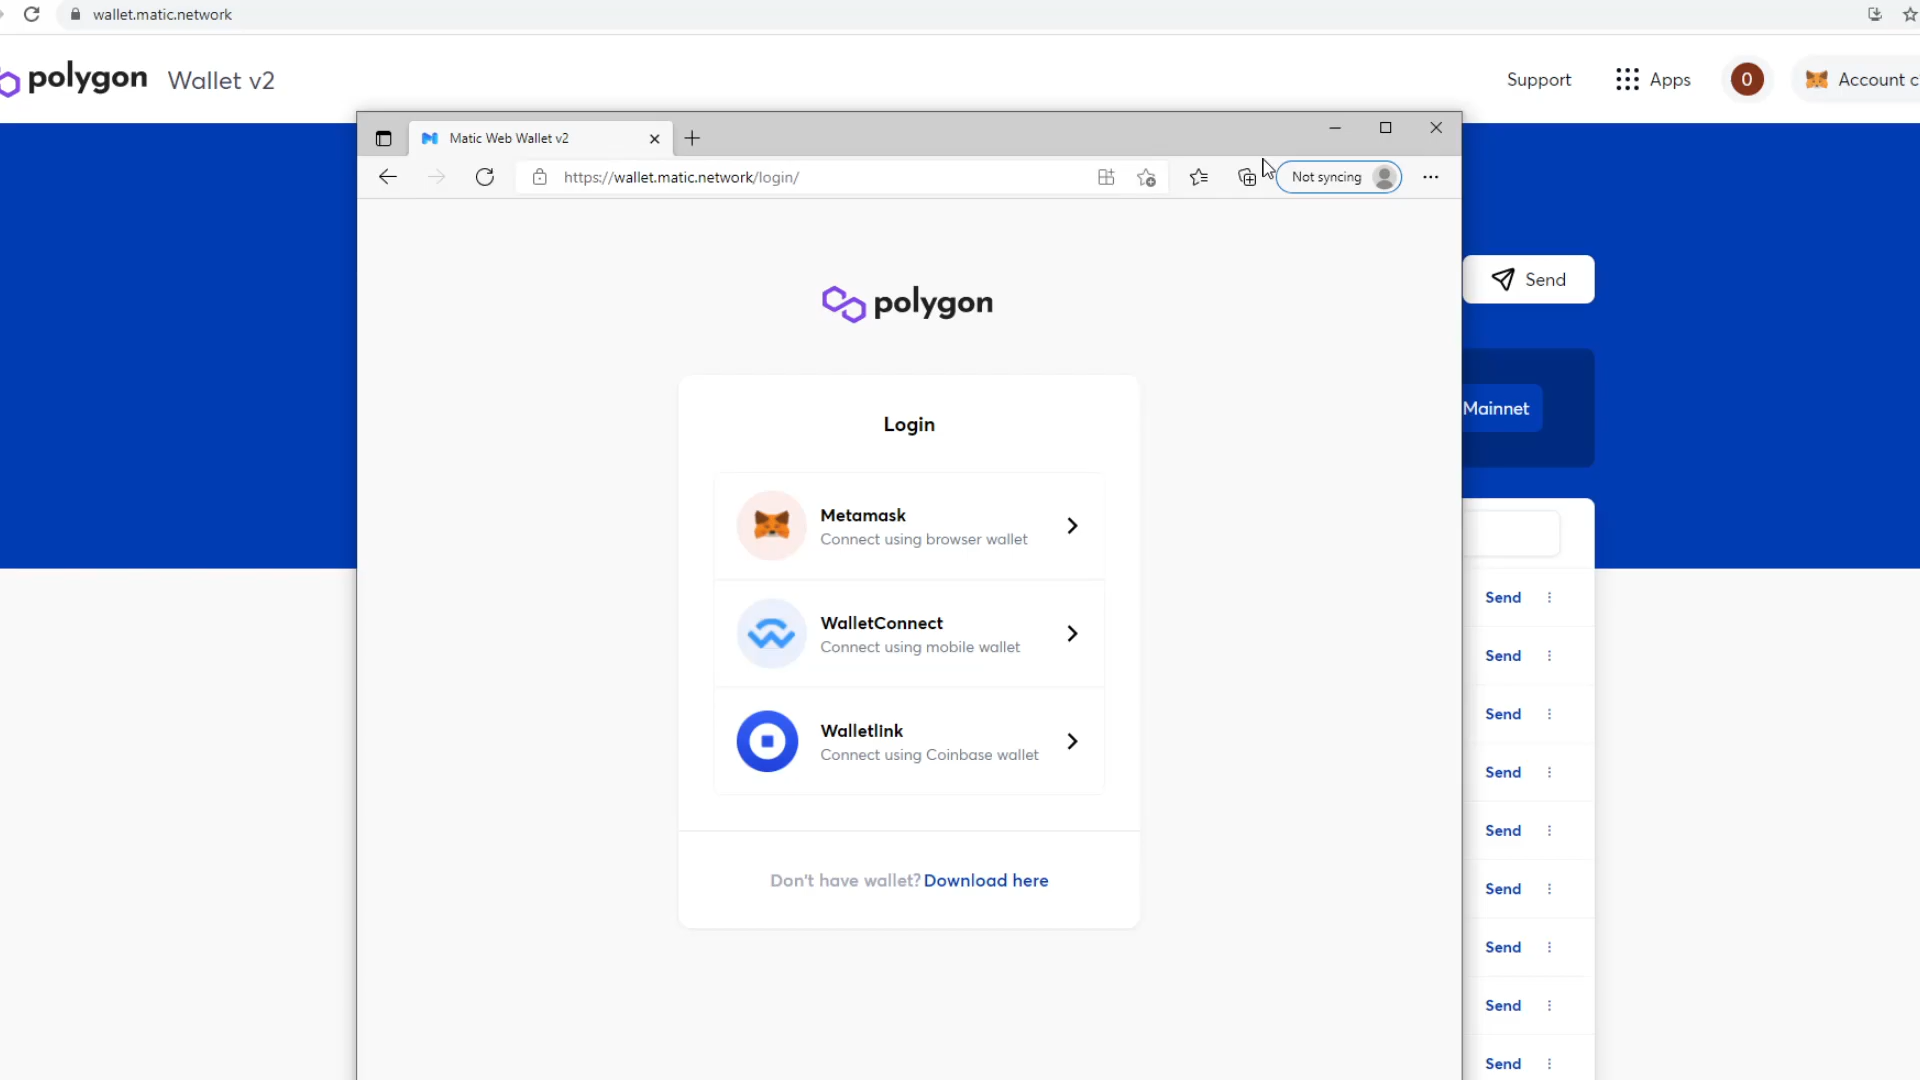 wallet.matic.network
polygon Wallet v2
Support
Apps
0
Account c
Matic Web Wallet v2
https://wallet.matic.network/login/
Not syncing
polygon
Login
Metamask
Connect using browser wallet
WalletConnect
Connect using mobile wallet
Walletlink
Connect using Coinbase wallet
Don't have wallet? Download here
Send
Mainnet
Send
Send
Send
Send
Send
Send
Send
Send
Send